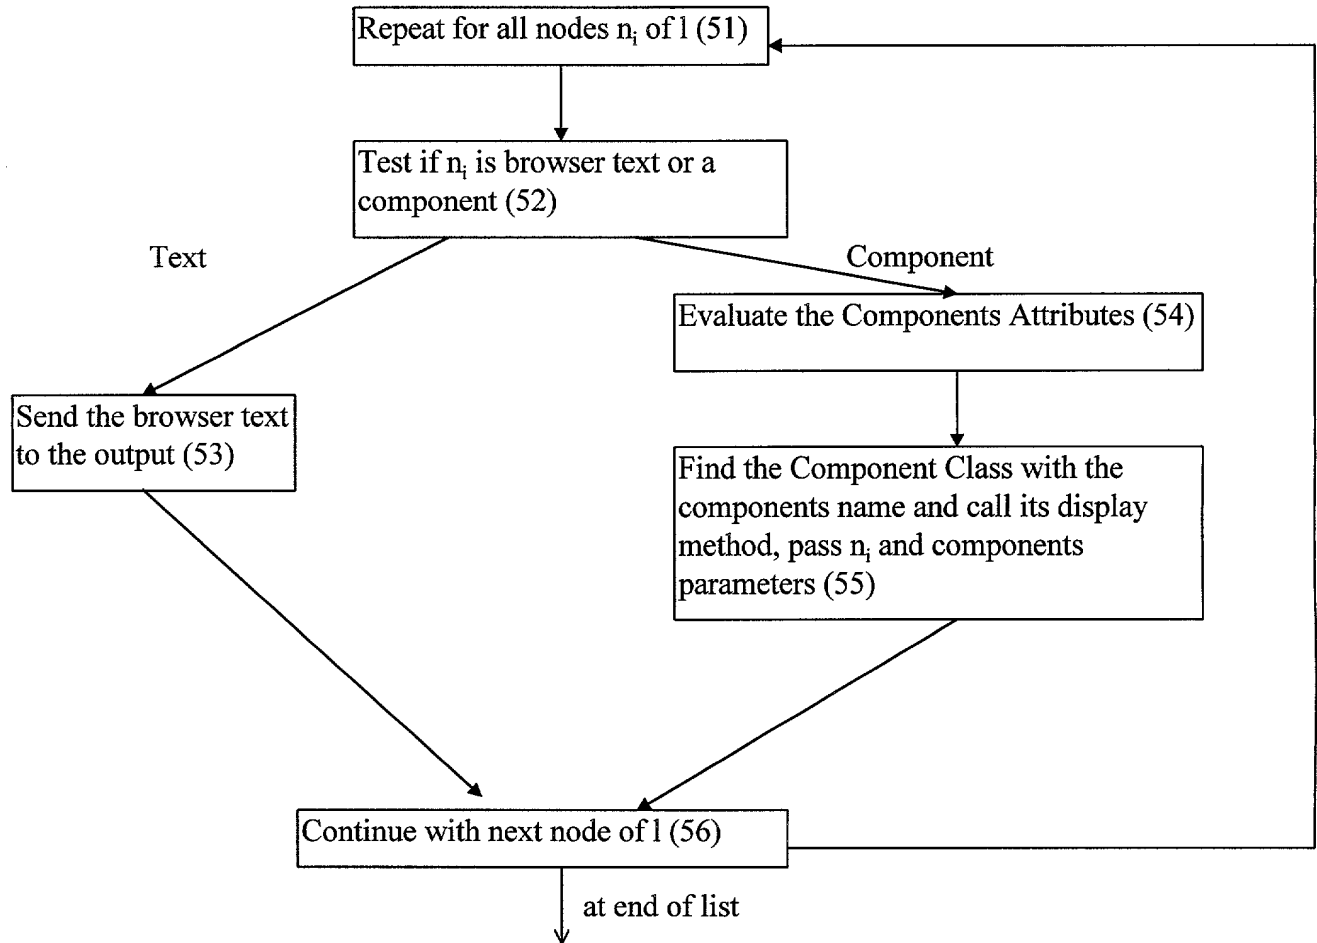 Repeat for all nodes nᵢ of l (51)
Test if nᵢ is browser text or a
component (52)
Text
Component
Evaluate the Components Attributes (54)
Send the browser text
to the output (53)
Find the Component Class with the
components name and call its display
method, pass nᵢ and components
parameters (55)
Continue with next node of l (56)
at end of list